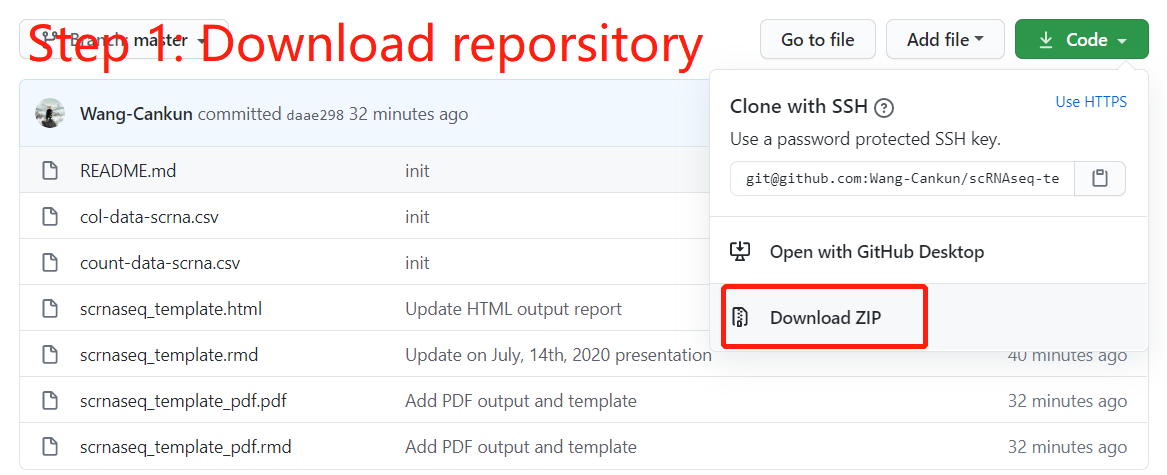 Step 1: Download reporsitory
Branch: master
Go to file
Add file
Code
Wang-Cankun committed daae298 32 minutes ago
Clone with SSH ?
Use HTTPS
Use a password protected SSH key.
git@github.com:Wang-Cankun/scRNAseq-te
Open with GitHub Desktop
Download ZIP
README.md init
col-data-scrna.csv init
count-data-scrna.csv init
scrnaseq_template.html Update HTML output report
scrnaseq_template.rmd Update on July, 14th, 2020 presentation 40 minutes ago
scrnaseq_template_pdf.pdf Add PDF output and template 32 minutes ago
scrnaseq_template_pdf.rmd Add PDF output and template 32 minutes ago